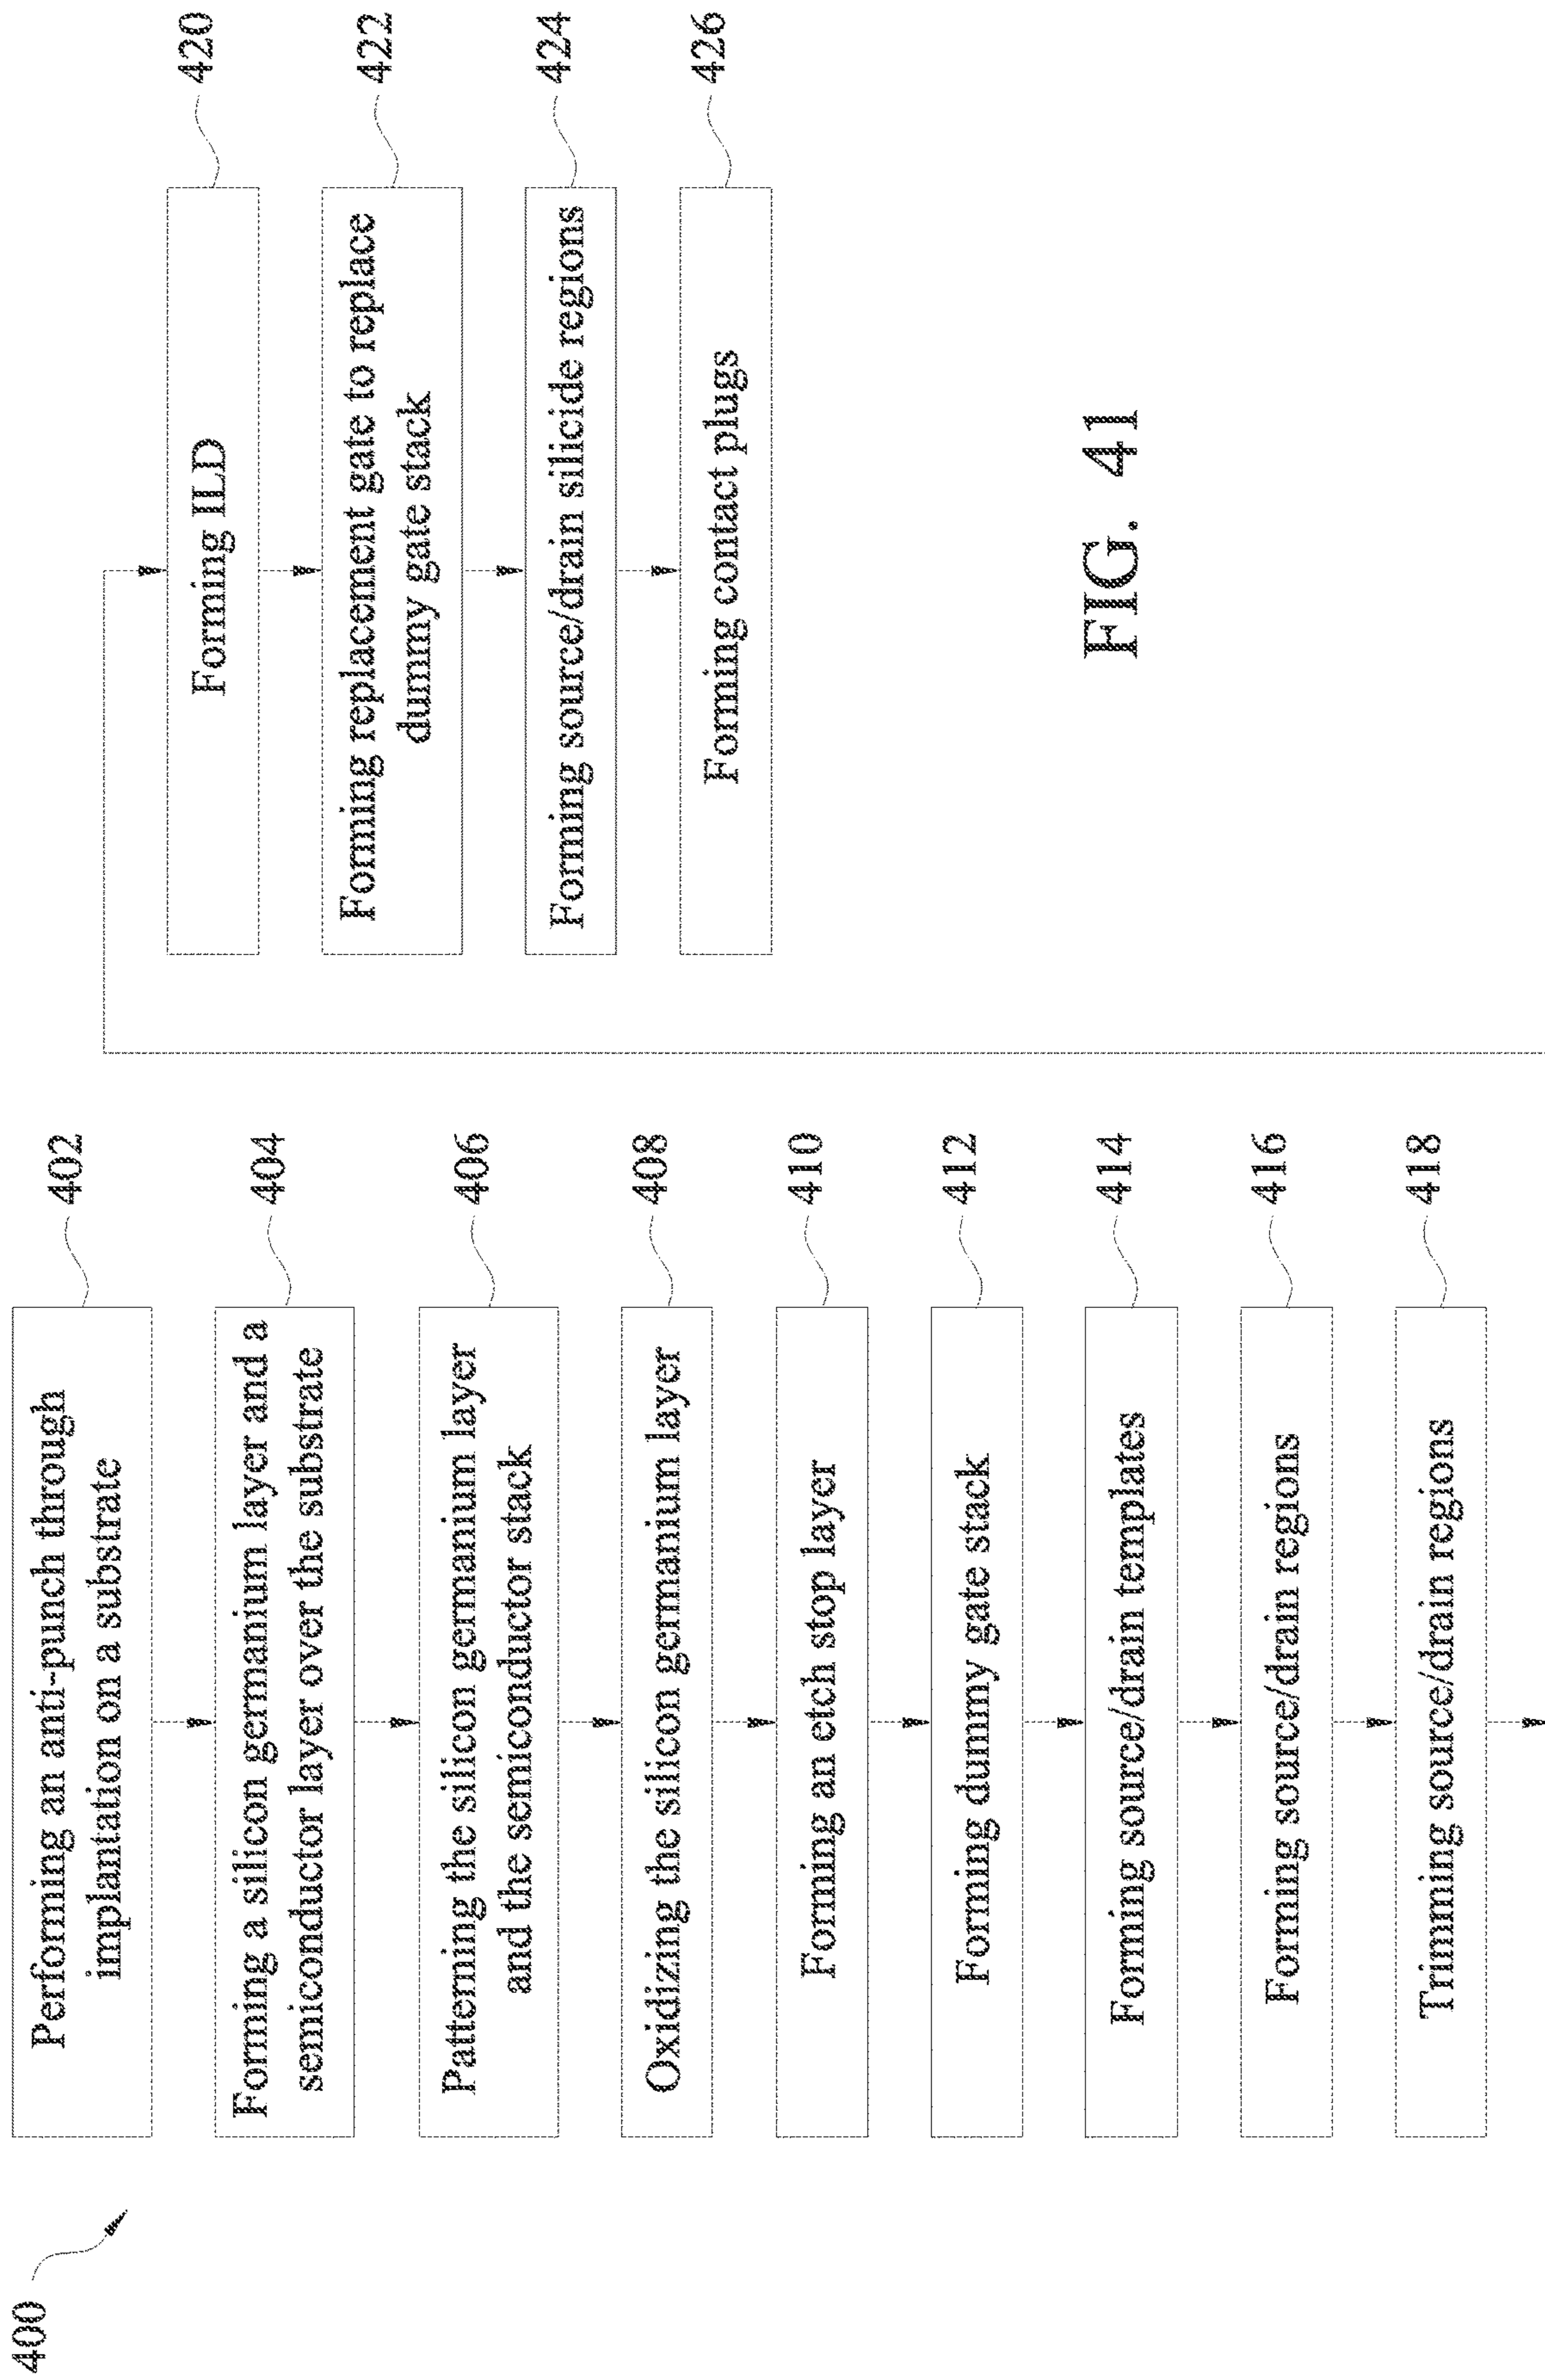 400
Performing an anti-punch through
implantation on a substrate
402
Forming a silicon germanium layer and a
semiconductor layer over the substrate
404
Patterning the silicon germanium layer
and the semiconductor stack
406
Oxidizing the silicon germanium layer
408
Forming an etch stop layer
410
Forming dummy gate stack
412
Forming source/drain templates
414
Forming source/drain regions
416
Trimming source/drain regions
418
Forming ILD
420
Forming replacement gate to replace
dummy gate stack
422
Forming source/drain silicide regions
424
Forming contact plugs
426
FIG. 41